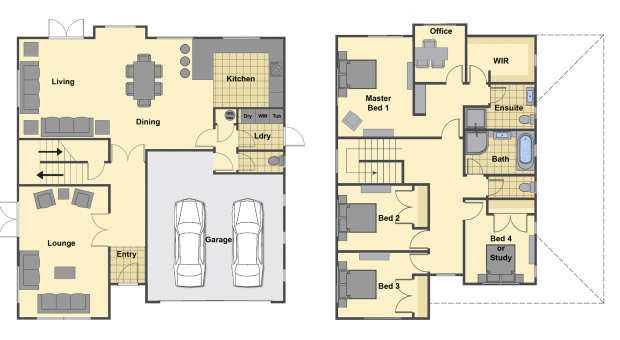 Living
Dining
Kitchen
Dry WM Tub
Ldry
Lounge
Entry
Garage
Office
WIR
Master
Bed 1
Ensuite
Bath
Bed 2
Bed 3
Bed 4
or
Study